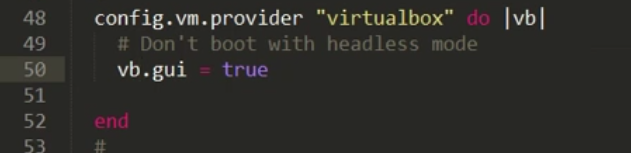 48 config.vm.provider "virtualbox" do |vb|
49 # Don't boot with headless mode
50 vb.gui = true
51
52 end
53 #